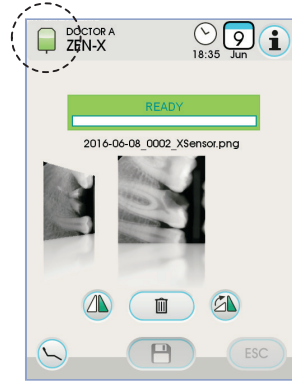 DOCTOR A
ZEN-X
18:35
9
Jun
i
READY
2016-06-08_0002_XSensor.png
ESC